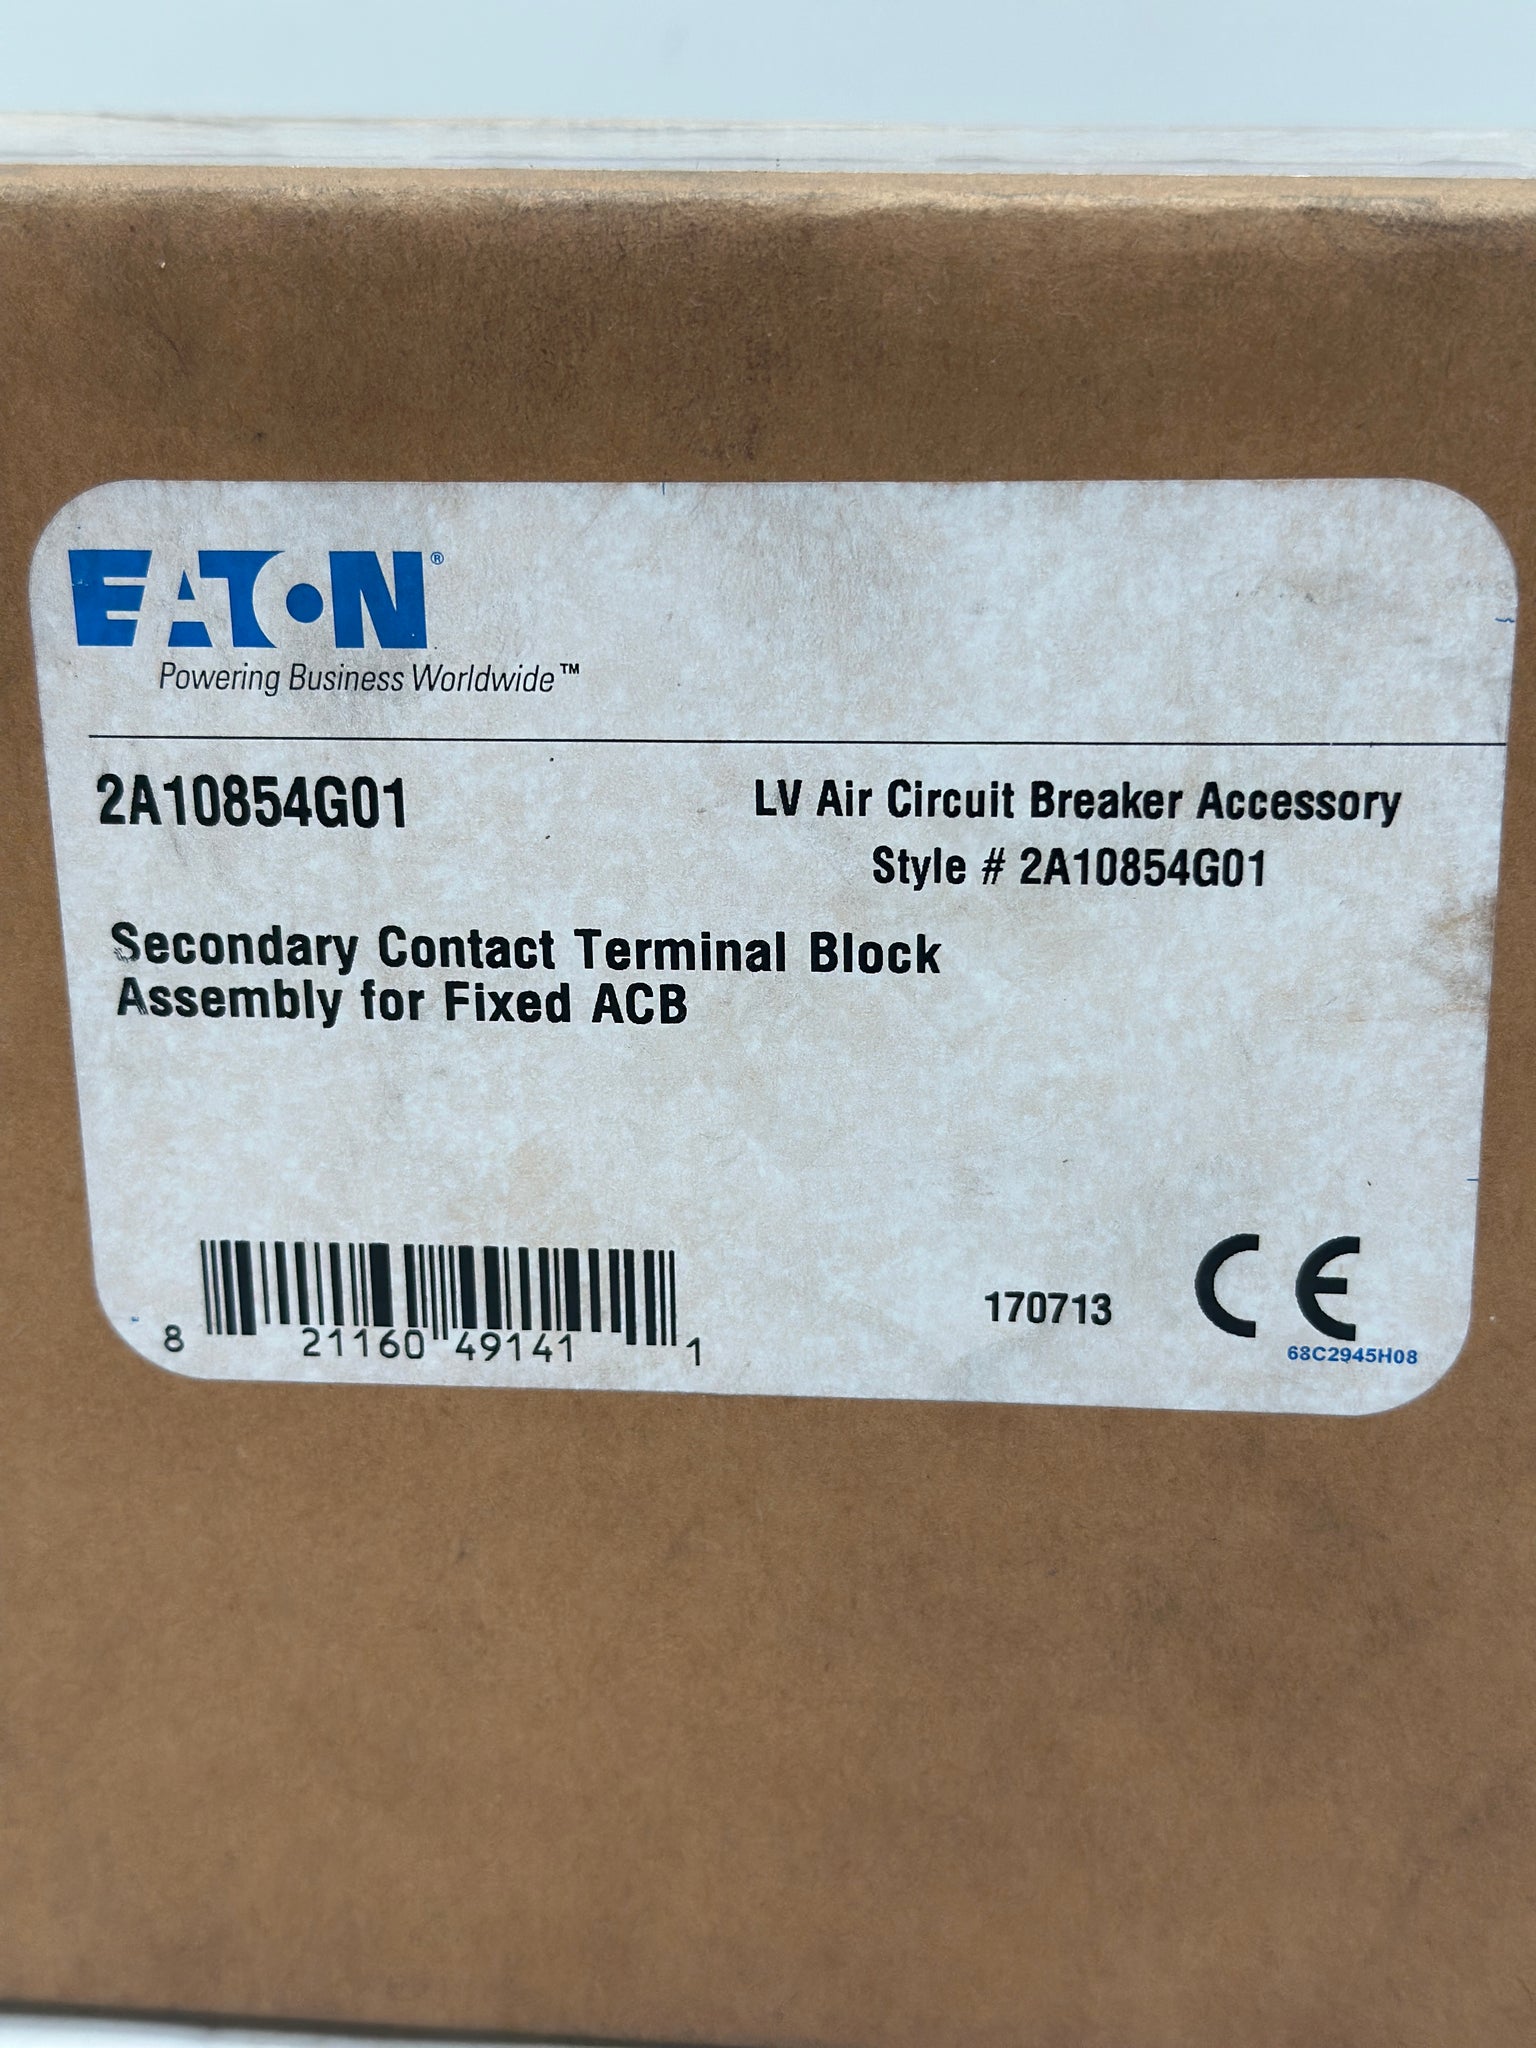 EATON®
Powering Business Worldwide™
2A10854G01
LV Air Circuit Breaker Accessory
Style # 2A10854G01
Secondary Contact Terminal Block
Assembly for Fixed ACB
8 21160 49141 1
170713
CE
68C2945H08